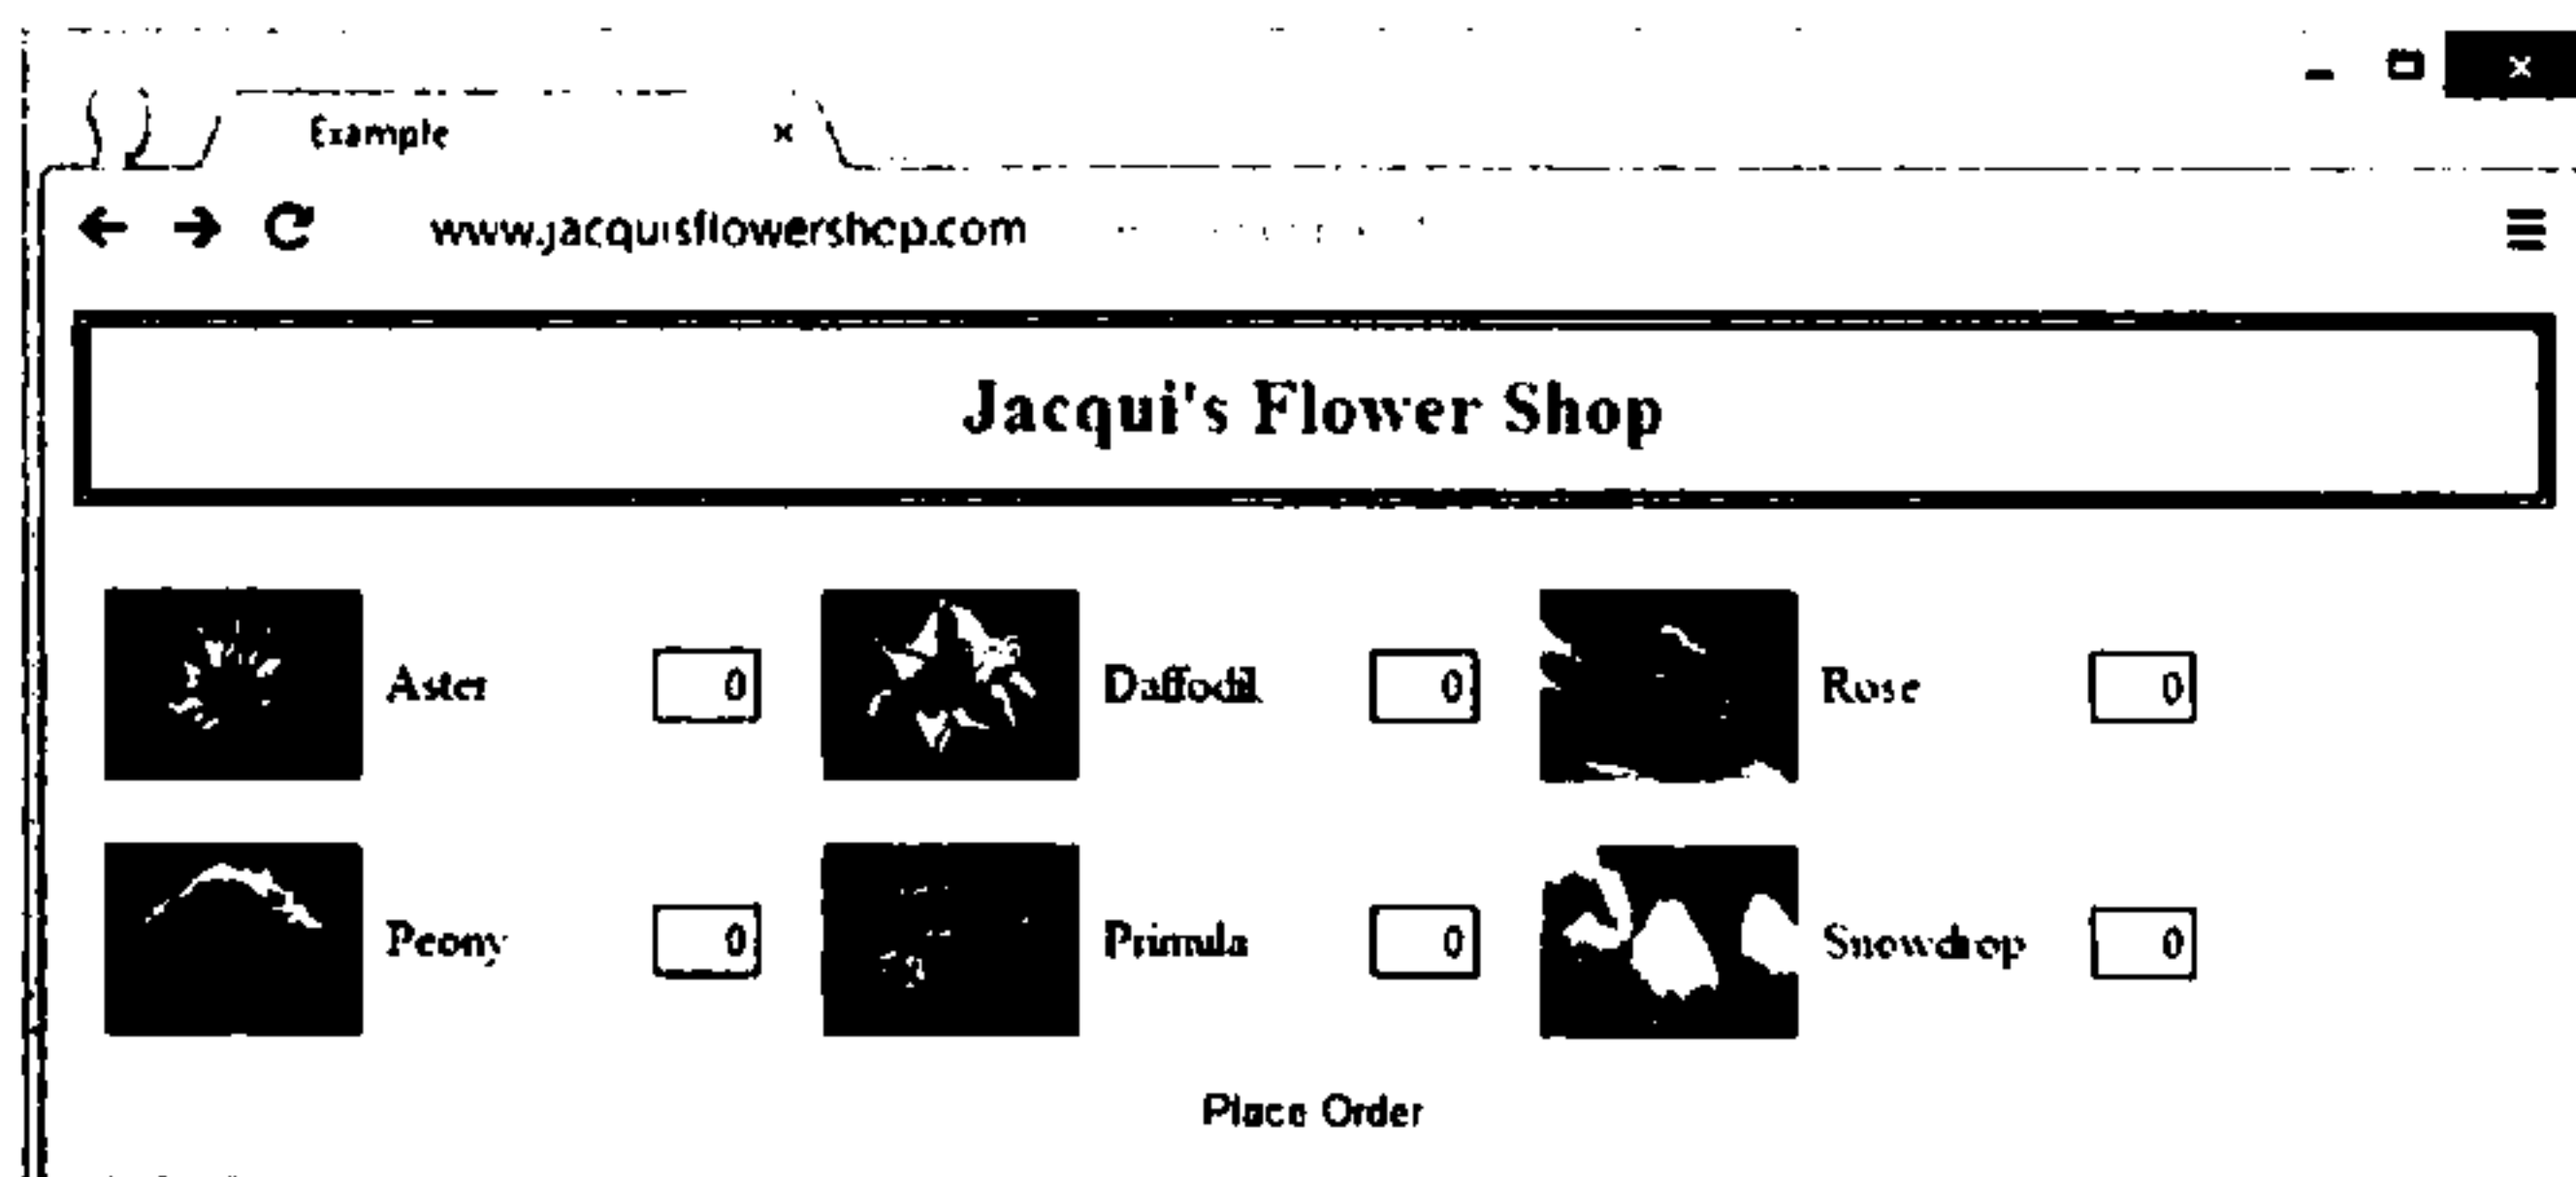 Example
www.jacquisflowershop.com
Jacqui's Flower Shop
Aster 0 Daffodil 0 Rose 0
Peony 0 Primula 0 Snowdrop 0
Place Order